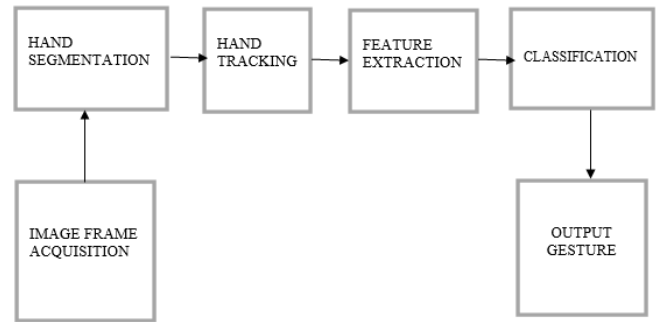 HAND
SEGMENTATION
HAND
TRACKING
FEATURE
EXTRACTION
CLASSIFICATION
IMAGE FRAME
ACQUISITION
OUTPUT
GESTURE